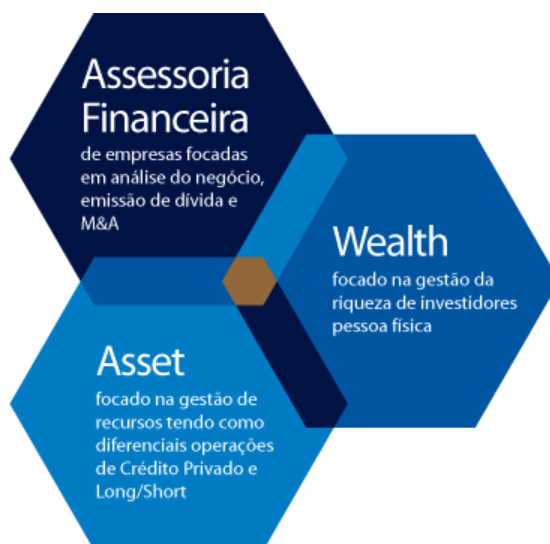 Assessoria
Financeira
de empresas focadas
em análise do negócio,
emissão de dívida e
M&A
Wealth
focado na gestão da
riqueza de investidores
pessoa física
Asset
focado na gestão de
recursos tendo como
diferenciais operações
de Crédito Privado e
Long/Short